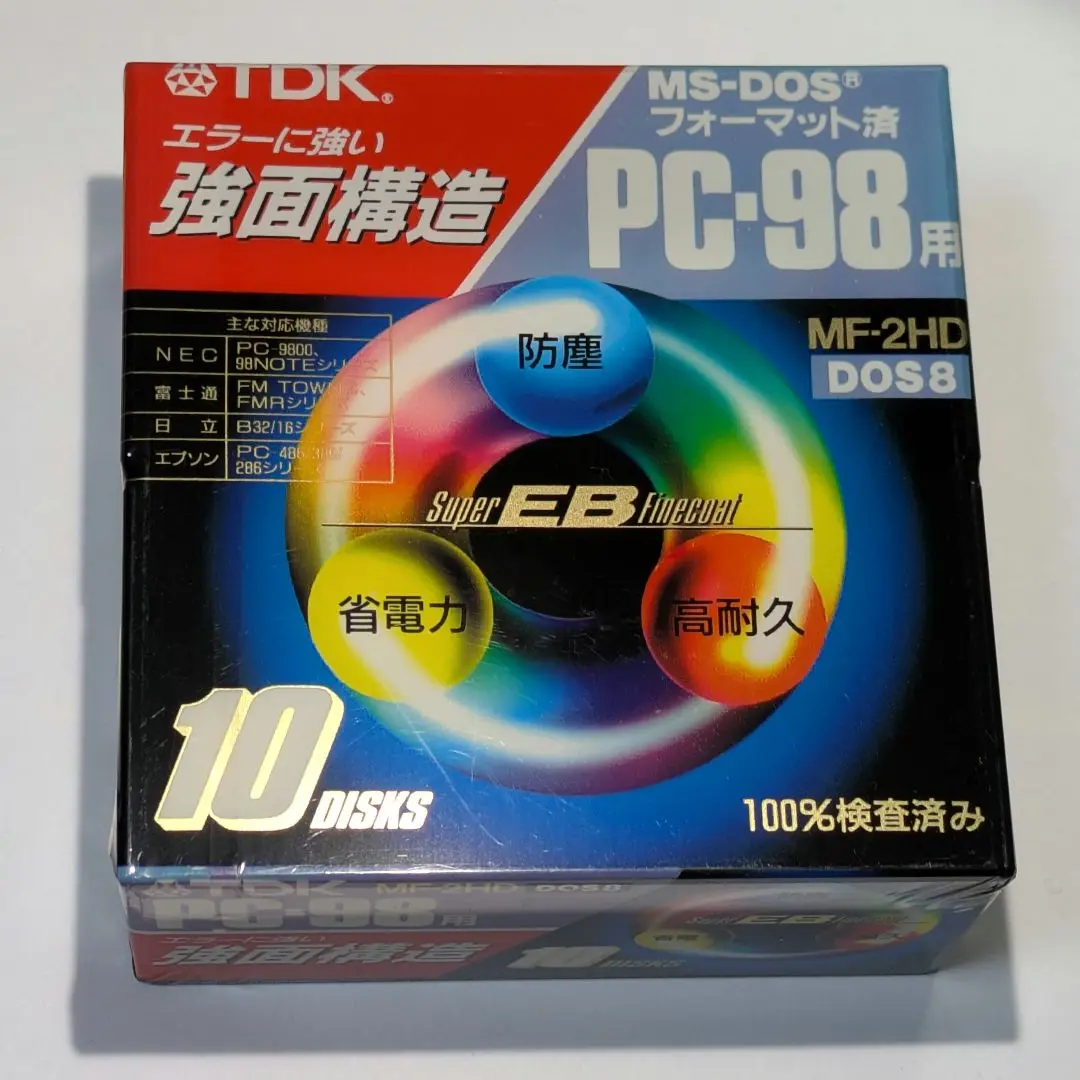 TDK®
エラーに強い
強面構造
MS-DOS®
フォーマット済
PC-98用
MF-2HD
DOS8
主な対応機種
NEC PC-9800、
98NOTEシリーズ
富士通 FM TOWNS、
FMRシリーズ
日立 B32/16シリーズ
エプソン PC-486,386,
286シリーズ
防塵
Super EB Finecoat
省電力
高耐久
10 DISKS
100%検査済み
TDK MF-2HD DOS8
PC-98用
エラーに強い
強面構造
10 DISKS
Super EB Finecoat